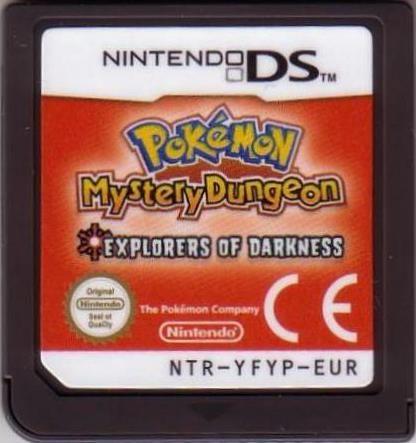 NINTENDO DS™
POKéMON
Mystery Dungeon
EXPLORERS OF DARKNESS
Original
Nintendo
Seal of
Quality
The Pokémon Company
Nintendo
CE
NTR-YFYP-EUR